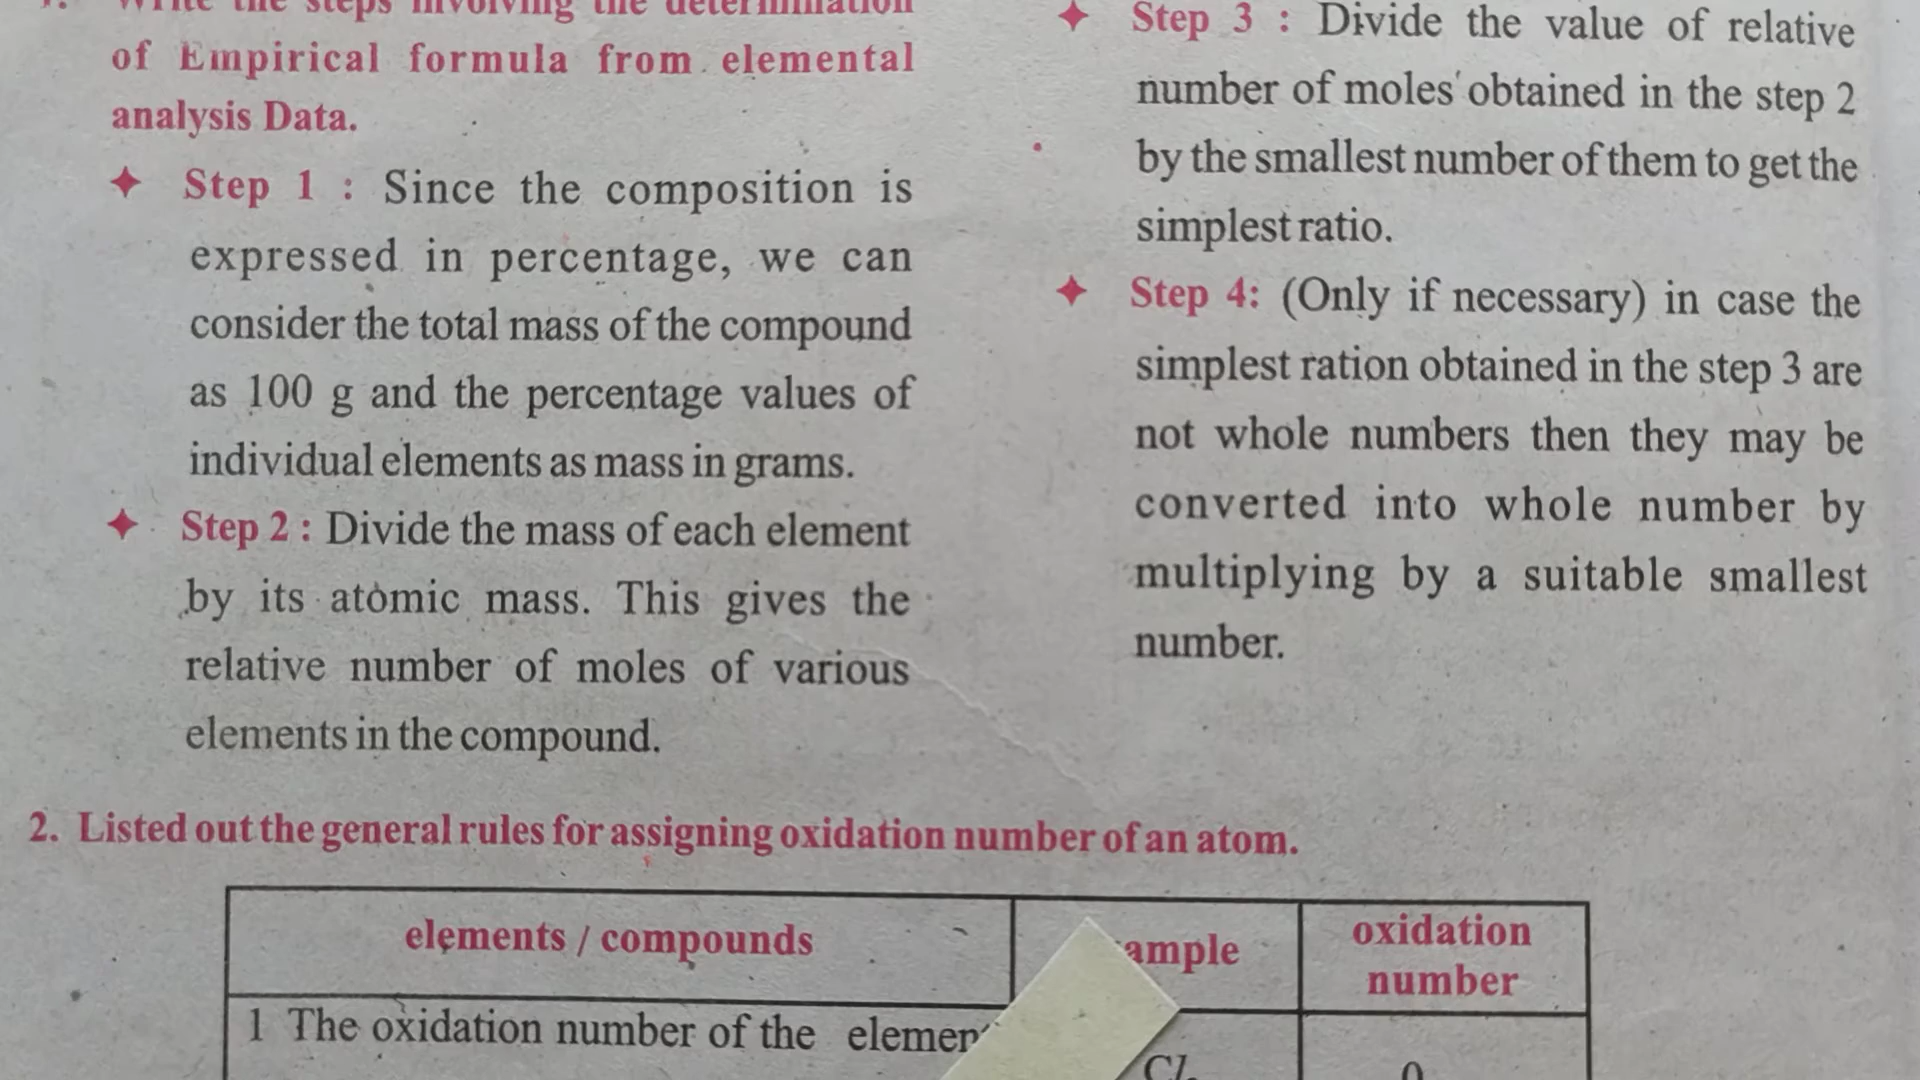 Write the steps involving the determination
of Empirical formula from elemental
analysis Data.
Step 1 : Since the composition is
expressed in percentage, we can
consider the total mass of the compound
as 100 g and the percentage values of
individual elements as mass in grams.
Step 2 : Divide the mass of each element
by its atomic mass. This gives the
relative number of moles of various
elements in the compound.
Step 3 : Divide the value of relative
number of moles obtained in the step 2
by the smallest number of them to get the
simplest ratio.
Step 4: (Only if necessary) in case the
simplest ration obtained in the step 3 are
not whole numbers then they may be
converted into whole number by
multiplying by a suitable smallest
number.
2. Listed out the general rules for assigning oxidation number of an atom.
elements / compounds
ample
oxidation
number
1 The oxidation number of the